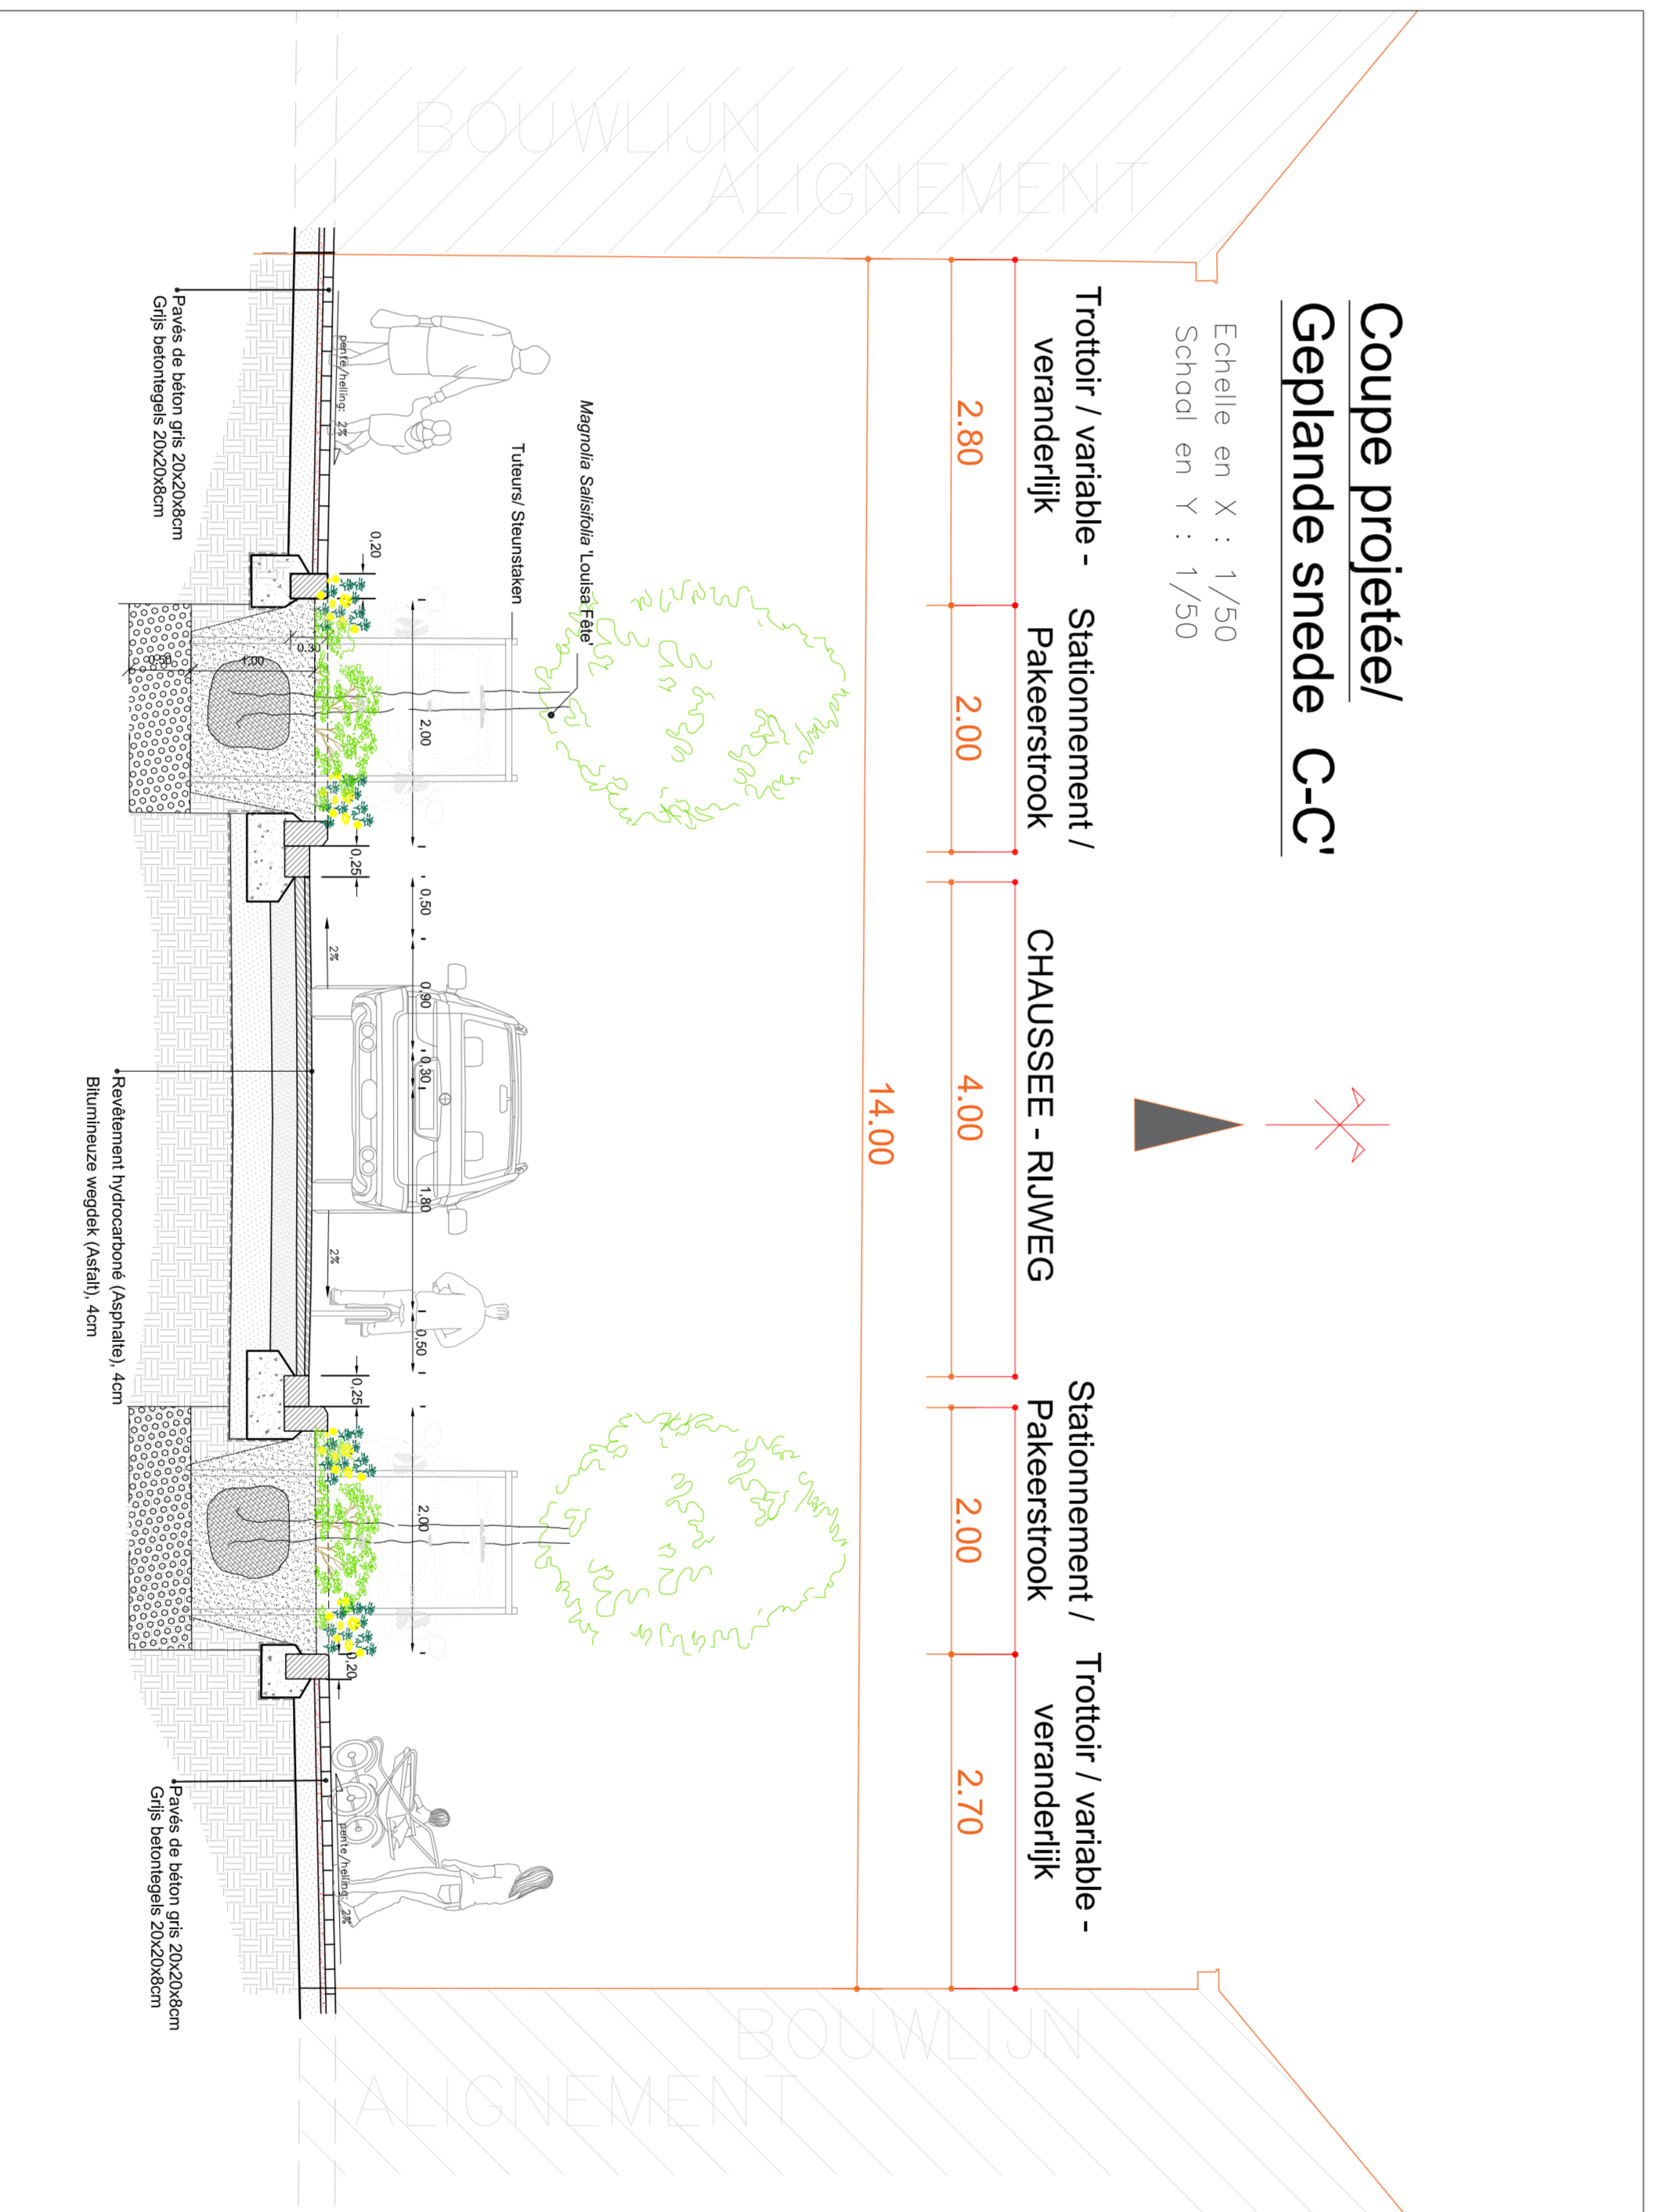 Coupe projetée/
Geplande snede C-C'
Echelle en X : 1/50
Schaal en Y : 1/50
BOUWLIJN
ALIGNEMENT
Trottoir / variable -
veranderlijk
Stationnement /
Pakeerstrook
CHAUSSEE - RIJWEG
Stationnement /
Pakeerstrook
Trottoir / variable -
veranderlijk
2.80
2.00
4.00
2.00
2.70
14.00
BOUWLIJN
ALIGNEMENT
Magnolia Salisifolia 'Louisa Fête'
Tuteurs/ Steunstaken
2,00
0,50
0,90
0,30
1,80
0,50
2,00
0,20
0,25
0,25
0,20
pente/helling: 2%
2%
2%
pente/helling: 2%
0.30
1,00
Pavés de béton gris 20x20x8cm
Grijs betontegels 20x20x8cm
Revêtement hydrocarboné (Asphalte), 4cm
Bitumineuze wegdek (Asfalt), 4cm
Pavés de béton gris 20x20x8cm
Grijs betontegels 20x20x8cm